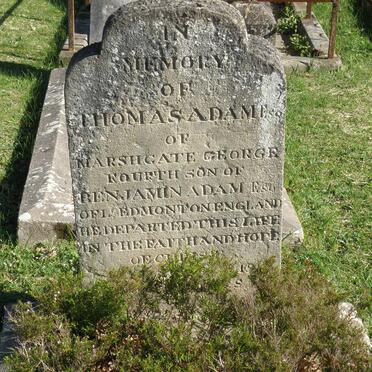 IN
MEMORY
OF
THOMAS ADAM ESQ
OF
MARSHGATE GEORGE
FOURTH SON OF
BENJAMIN ADAM ESQ
OF L. EDMONTON ENGLAND
HE DEPARTED THIS LIFE
IN THE FAITH AND HOPE
OF